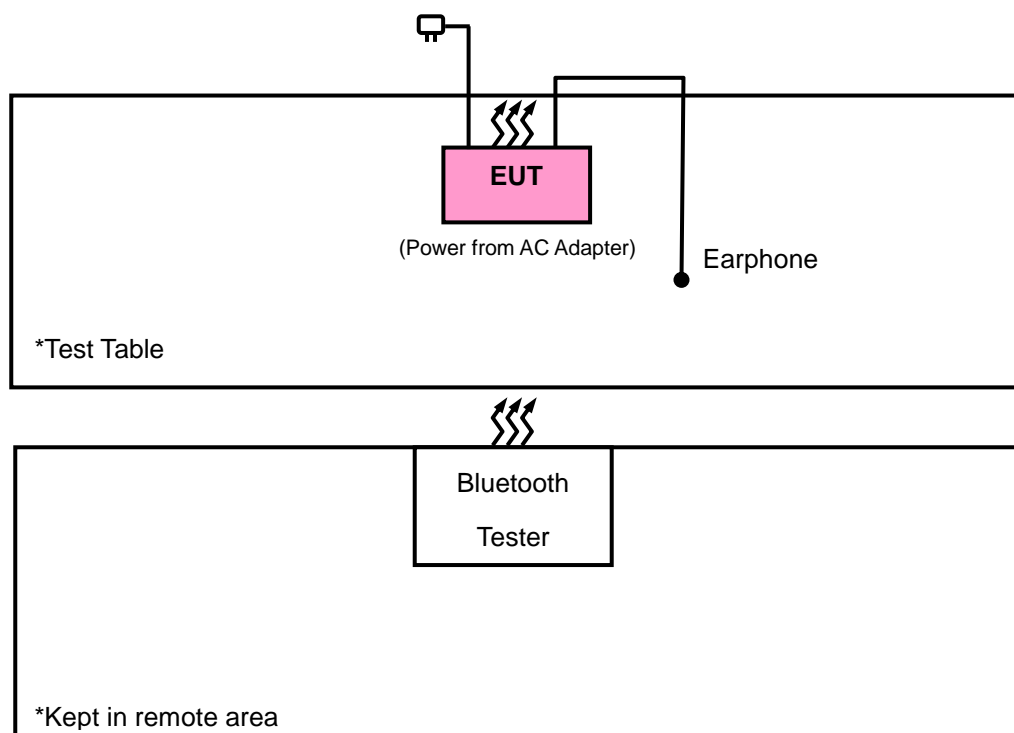 EUT
(Power from AC Adapter)
Earphone
*Test Table
Bluetooth
Tester
*Kept in remote area